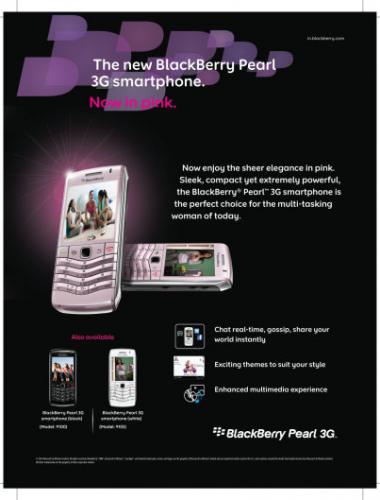 in.blackberry.com
The new BlackBerry Pearl
3G smartphone.
Now in pink.
Now enjoy the sheer elegance in pink.
Sleek, compact yet extremely powerful,
the BlackBerry® Pearl™ 3G smartphone is
the perfect choice for the multi-tasking
woman of today.
Also available
BlackBerry Pearl 3G
smartphone (black)
(Model: 9100)
BlackBerry Pearl 3G
smartphone (white)
(Model: 9105)
Chat real-time, gossip, share your
world instantly
Exciting themes to suit your style
Enhanced multimedia experience
BlackBerry Pearl 3G.